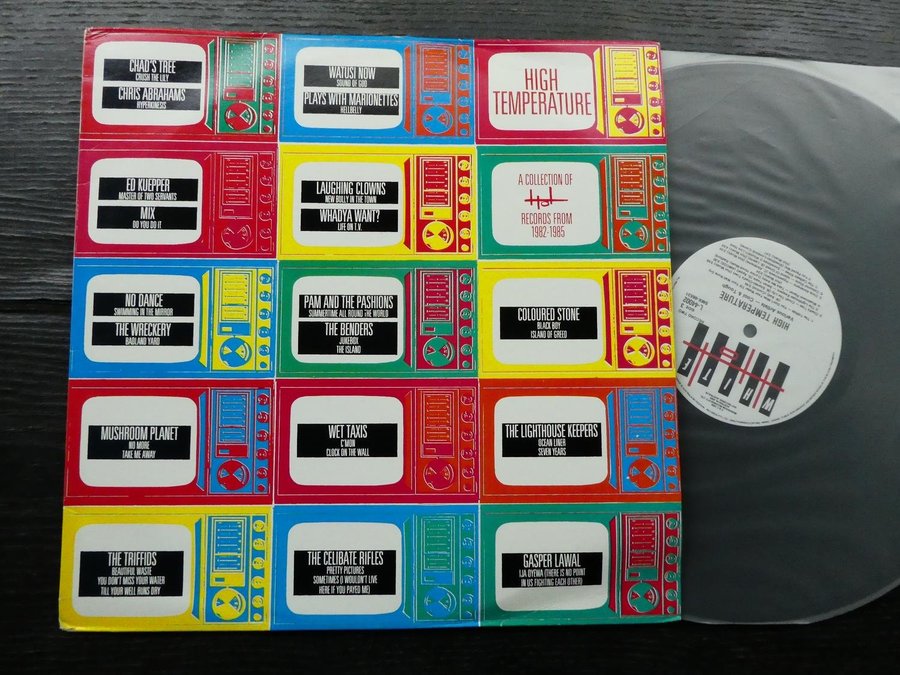 CHAD'S TREE
CRUSH THE LILY
CHRIS ABRAHAMS
HYPERKINESIS
WATUSI NOW
SOUND OF GOD
PLAYS WITH MARIONETTES
HELLBELLY
HIGH
TEMPERATURE
ED KUEPPER
MASTER OF TWO SERVANTS
MIX
DO YOU DO IT
LAUGHING CLOWNS
NEW BULLY IN THE TOWN
WHADYA WANT?
LIFE ON T.V.
A COLLECTION OF
Hot
RECORDS FROM
1982-1985
NO DANCE
SWIMMING IN THE MIRROR
THE WRECKERY
BADLAND YARD
PAM AND THE PASHIONS
SUMMERTIME ALL ROUND THE WORLD
THE BENDERS
JUKEBOX
THE ISLAND
COLOURED STONE
BLACK BOY
ISLAND OF GREED
MUSHROOM PLANET
NO MORE
TAKE ME AWAY
WET TAXIS
C'MON
CLOCK ON THE WALL
THE LIGHTHOUSE KEEPERS
OCEAN LINER
SEVEN YEARS
THE TRIFFIDS
BEAUTIFUL WASTE
YOU DON'T MISS YOUR WATER
TILL YOUR WELL RUNS DRY
THE CELIBATE RIFLES
PRETTY PICTURES
SOMETIMES (I WOULDN'T LIVE
HERE IF YOU PAYED ME)
GASPER LAWAL
IJA OYEWA (THERE IS NO POINT
IN US FIGHTING EACH OTHER)
WHITE
HIGH TEMPERATURE
Various Artists